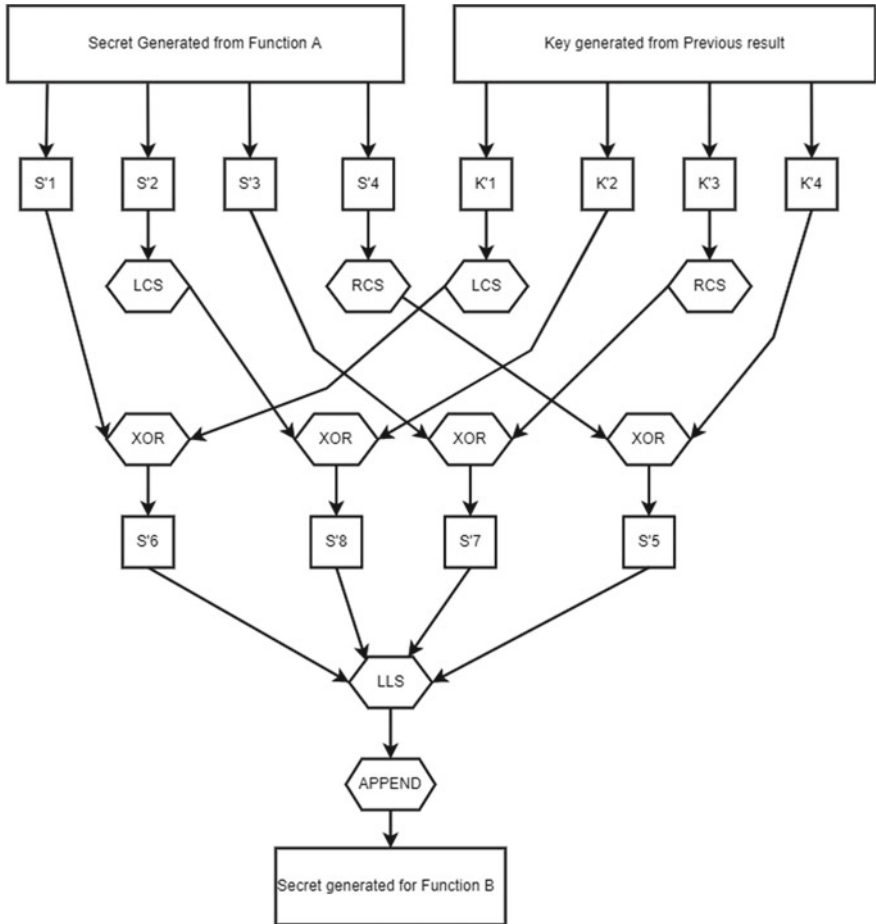 Secret Generated from Function A
Key generated from Previous result
S'1
S'2
S'3
S'4
K'1
K'2
K'3
K'4
LCS
RCS
LCS
RCS
XOR
XOR
XOR
XOR
S'6
S'8
S'7
S'5
LLS
APPEND
Secret generated for Function B